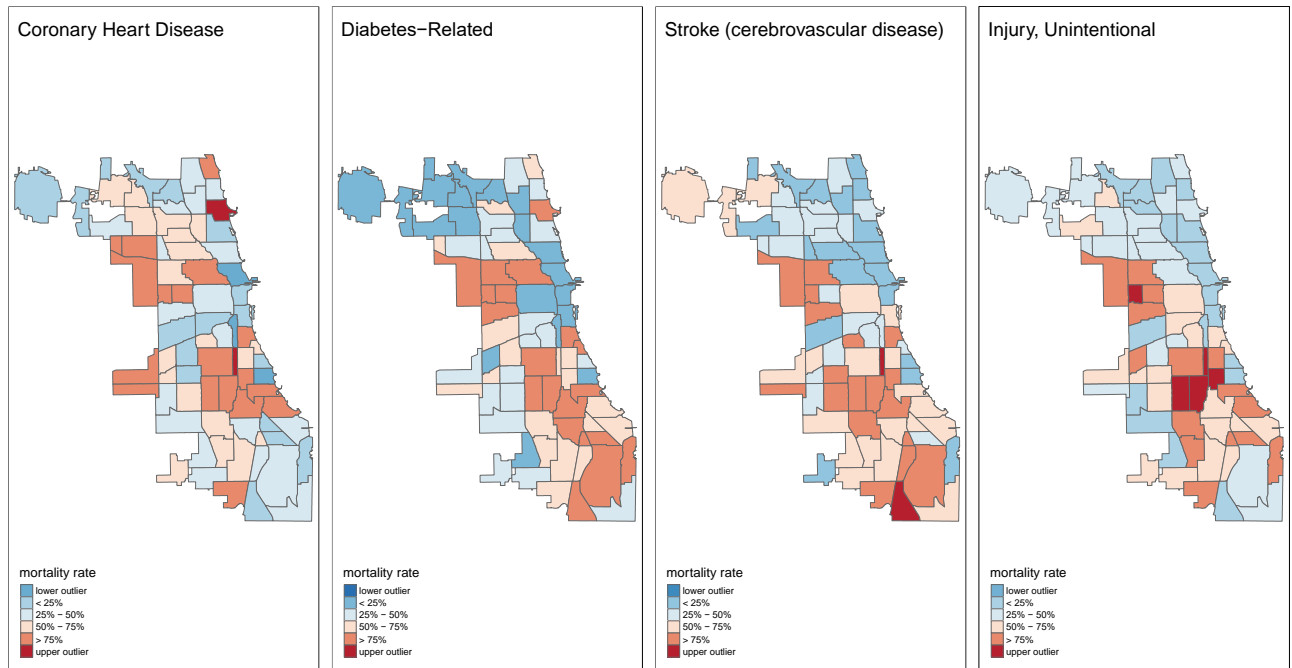 Coronary Heart Disease
mortality rate
lower outlier
< 25%
25% − 50%
50% − 75%
> 75%
upper outlier
Diabetes−Related
mortality rate
lower outlier
< 25%
25% − 50%
50% − 75%
> 75%
upper outlier
Stroke (cerebrovascular disease)
mortality rate
lower outlier
< 25%
25% − 50%
50% − 75%
> 75%
upper outlier
Injury, Unintentional
mortality rate
lower outlier
< 25%
25% − 50%
50% − 75%
> 75%
upper outlier